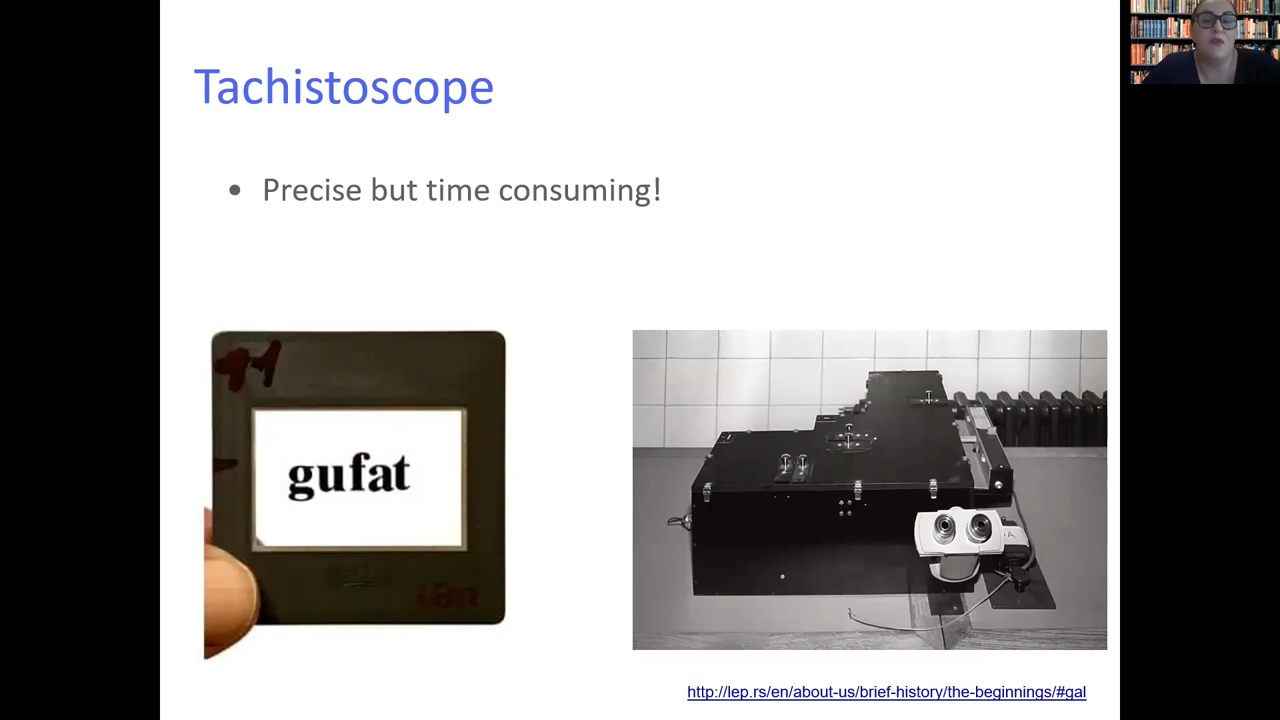 Tachistoscope
• Precise but time consuming!
gufat
http://lep.rs/en/about-us/brief-history/the-beginnings/#gal